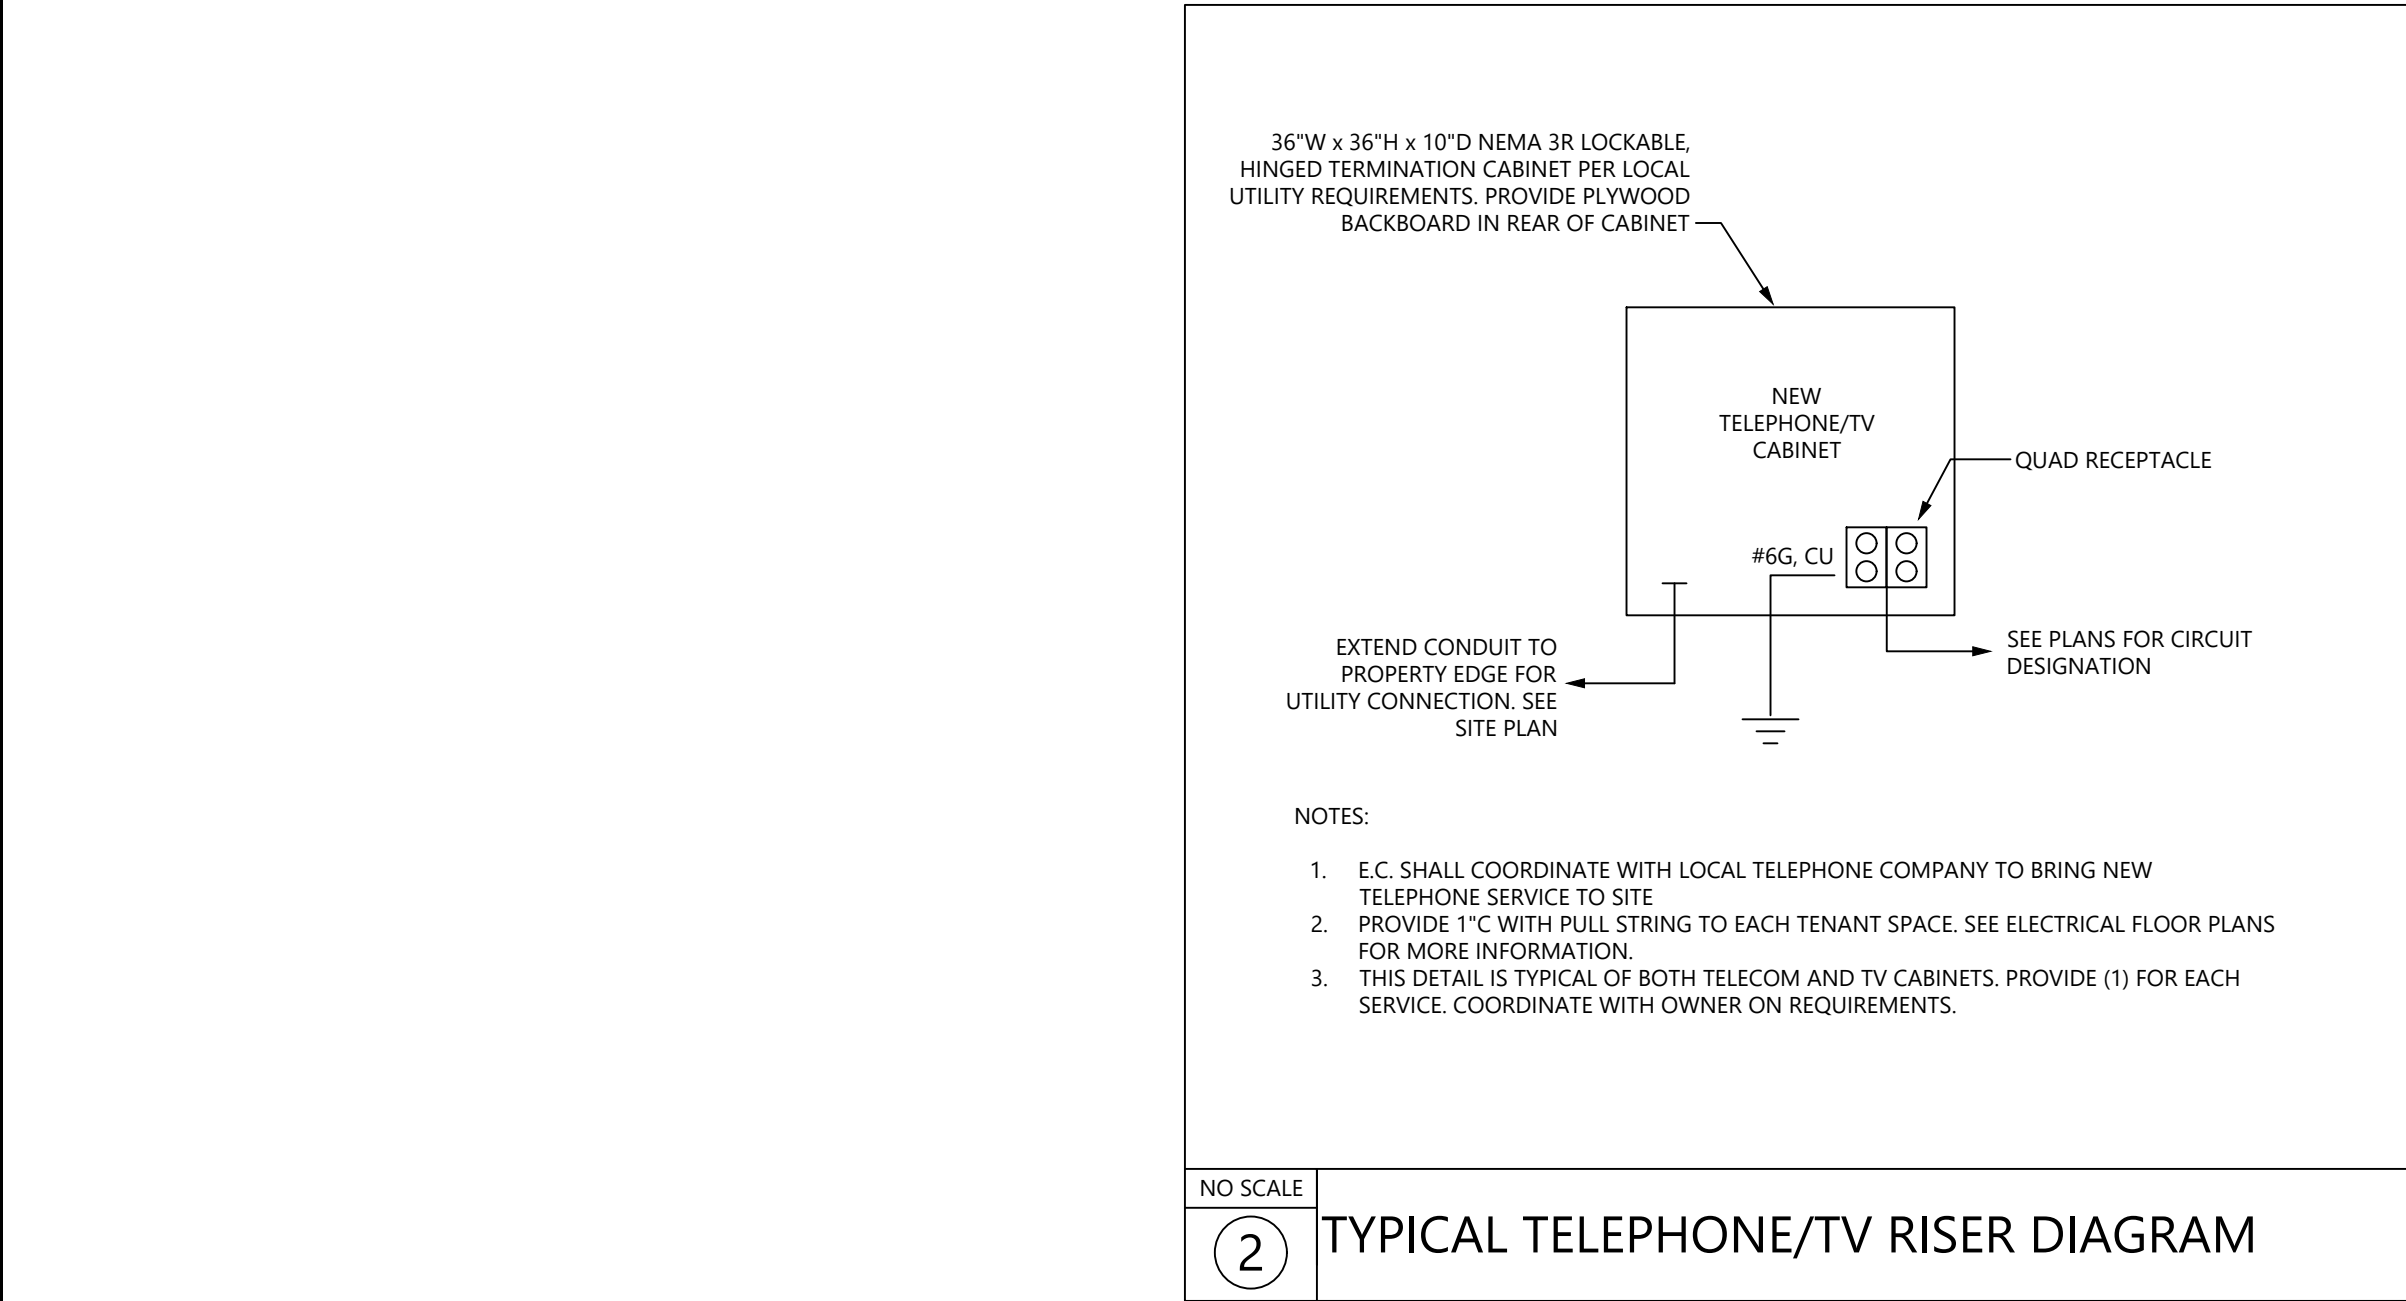 36"W x 36"H x 10"D NEMA 3R LOCKABLE,
HINGED TERMINATION CABINET PER LOCAL
UTILITY REQUIREMENTS. PROVIDE PLYWOOD
BACKBOARD IN REAR OF CABINET
NEW
TELEPHONE/TV
CABINET
QUAD RECEPTACLE
#6G, CU
EXTEND CONDUIT TO
PROPERTY EDGE FOR
UTILITY CONNECTION. SEE
SITE PLAN
SEE PLANS FOR CIRCUIT
DESIGNATION
NOTES:
1. E.C. SHALL COORDINATE WITH LOCAL TELEPHONE COMPANY TO BRING NEW
TELEPHONE SERVICE TO SITE
2. PROVIDE 1"C WITH PULL STRING TO EACH TENANT SPACE. SEE ELECTRICAL FLOOR PLANS
FOR MORE INFORMATION.
3. THIS DETAIL IS TYPICAL OF BOTH TELECOM AND TV CABINETS. PROVIDE (1) FOR EACH
SERVICE. COORDINATE WITH OWNER ON REQUIREMENTS.
NO SCALE
2
TYPICAL TELEPHONE/TV RISER DIAGRAM